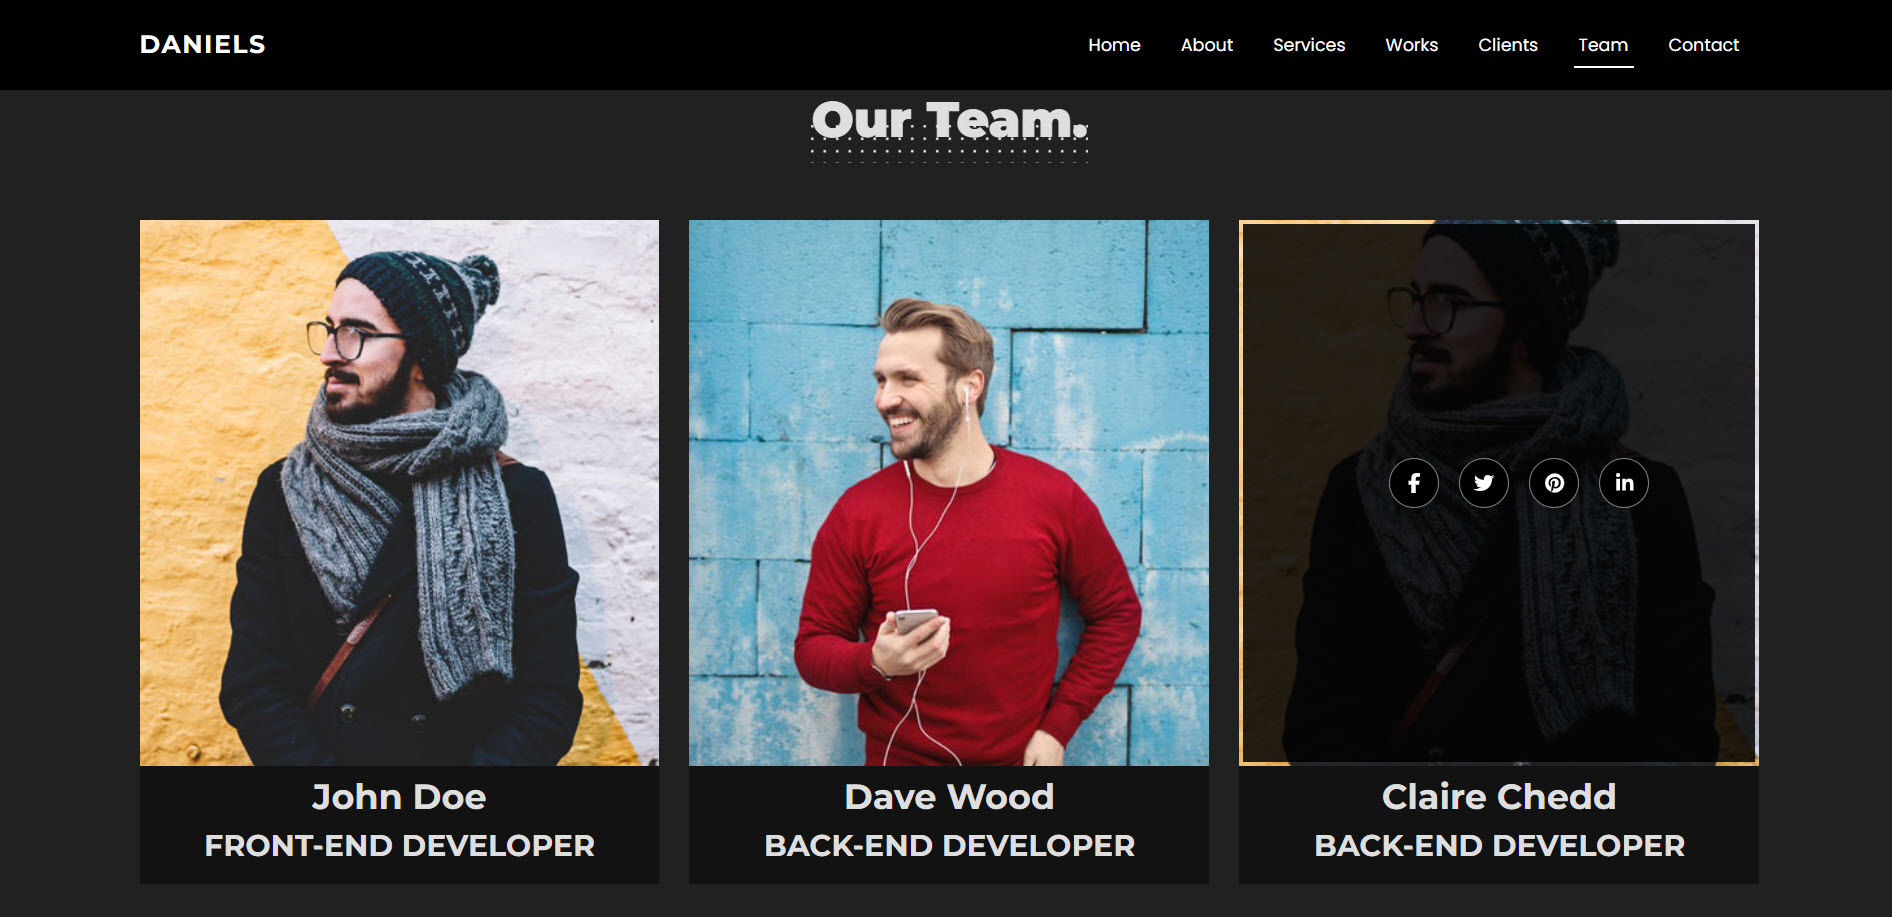 DANIELS
Home About Services Works Clients Team Contact
Our Team.
John Doe
FRONT-END DEVELOPER
Dave Wood
BACK-END DEVELOPER
Claire Chedd
BACK-END DEVELOPER